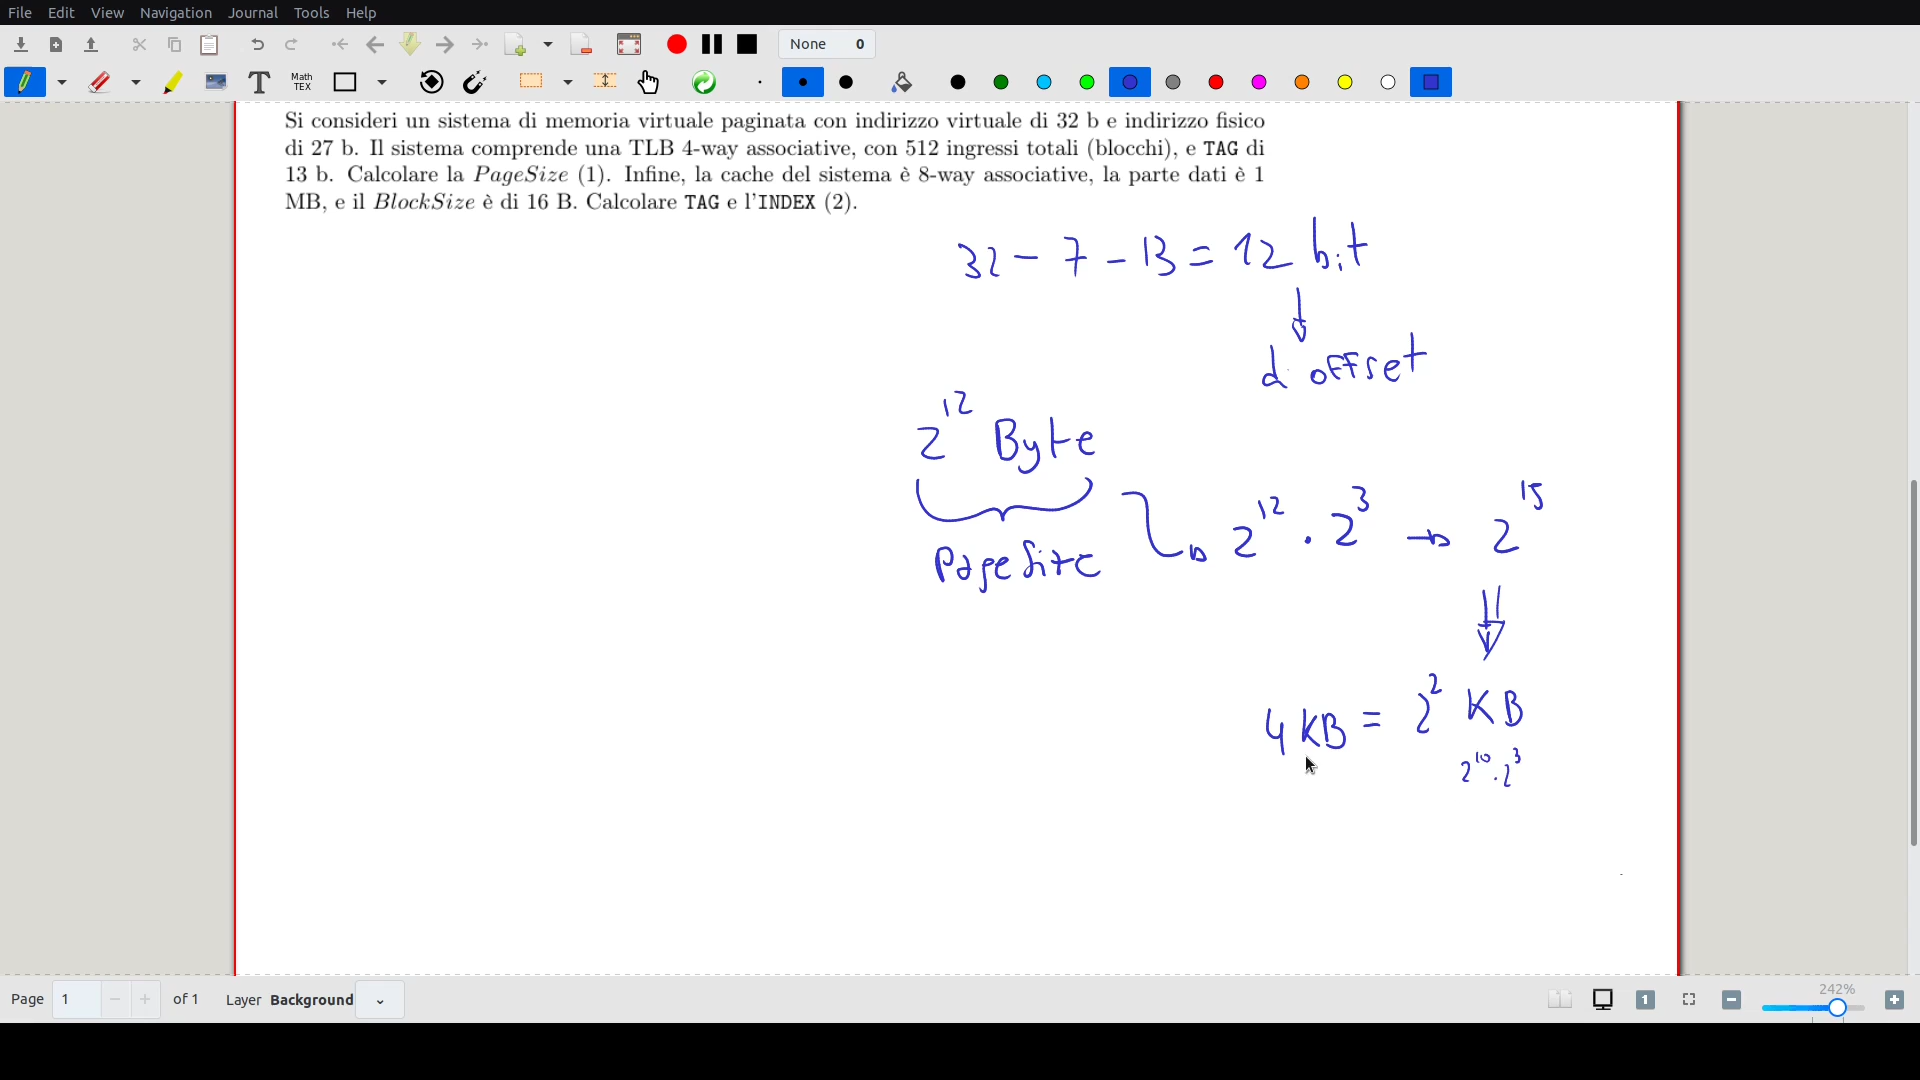 File Edit View Navigation Journal Tools Help
None 0
Math
TEX
Si consideri un sistema di memoria virtuale paginata con indirizzo virtuale di 32 b e indirizzo fisico
di 27 b. Il sistema comprende una TLB 4-way associative, con 512 ingressi totali (blocchi), e TAG di
13 b. Calcolare la PageSize (1). Infine, la cache del sistema è 8-way associative, la parte dati è 1
MB, e il BlockSize è di 16 B. Calcolare TAG e l'INDEX (2).
32 - 7 - 13 = 12 bit
d offset
2^12 Byte
2^12 · 2^3 → 2^15
PageSize
4 KB = 2^2 KB
2^10 · 2^3
Page 1 of 1 Layer Background 1 242%